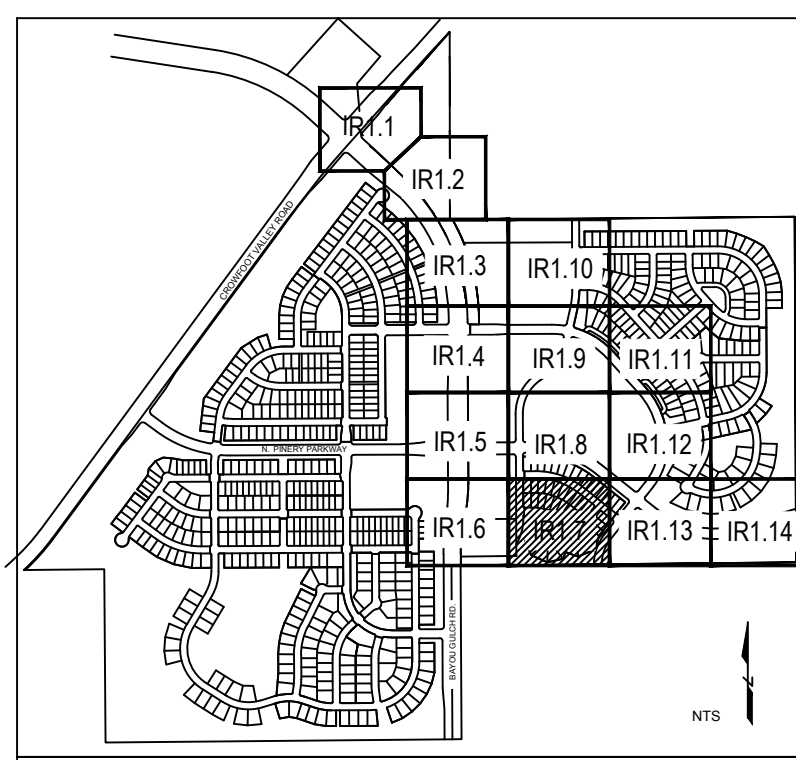 IR1.1
IR1.2
CROWFOOT VALLEY ROAD
IR1.3
IR1.10
IR1.4
IR1.9
IR1.11
N. PINERY PARKWAY
IR1.5
IR1.8
IR1.12
IR1.6
IR1.7
IR1.13
IR1.14
BAYOU GULCH RD.
NTS
Z